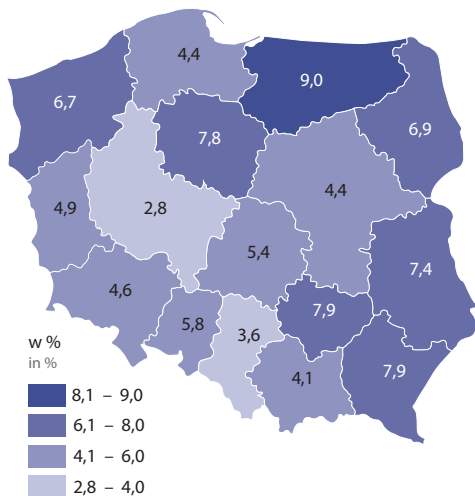 4,4
9,0
6,7
7,8
6,9
4,9
2,8
4,4
5,4
7,4
4,6
5,8
3,6
7,9
4,1
7,9
w %
in %
8,1 – 9,0
6,1 – 8,0
4,1 – 6,0
2,8 – 4,0